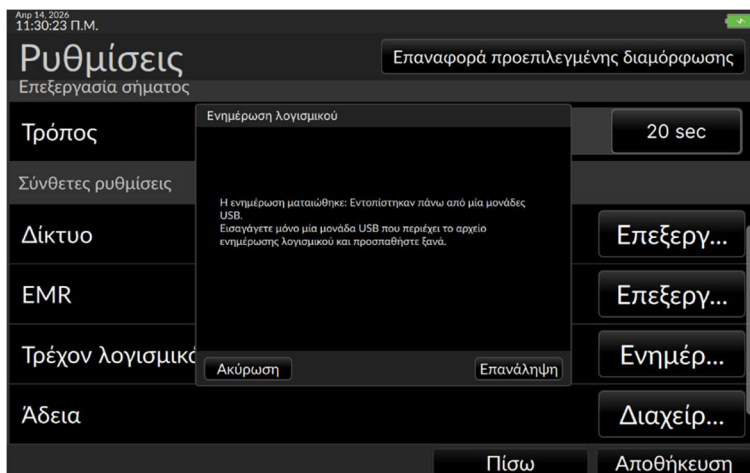 Απρ 14, 2026
11:30:23 Π.Μ.
Ρυθμίσεις
Επαναφορά προεπιλεγμένης διαμόρφωσης
Επεξεργασία σήματος
Τρόπος
20 sec
Σύνθετες ρυθμίσεις
Δίκτυο
Επεξεργ...
EMR
Επεξεργ...
Τρέχον λογισμικό
Ενημέρ...
Άδεια
Διαχείρ...
Ενημέρωση λογισμικού
Η ενημέρωση ματαιώθηκε: Εντοπίστηκαν πάνω από μία μονάδες
USB.
Εισαγάγετε μόνο μία μονάδα USB που περιέχει το αρχείο
ενημέρωσης λογισμικού και προσπαθήστε ξανά.
Ακύρωση
Επανάληψη
Πίσω
Αποθήκευση